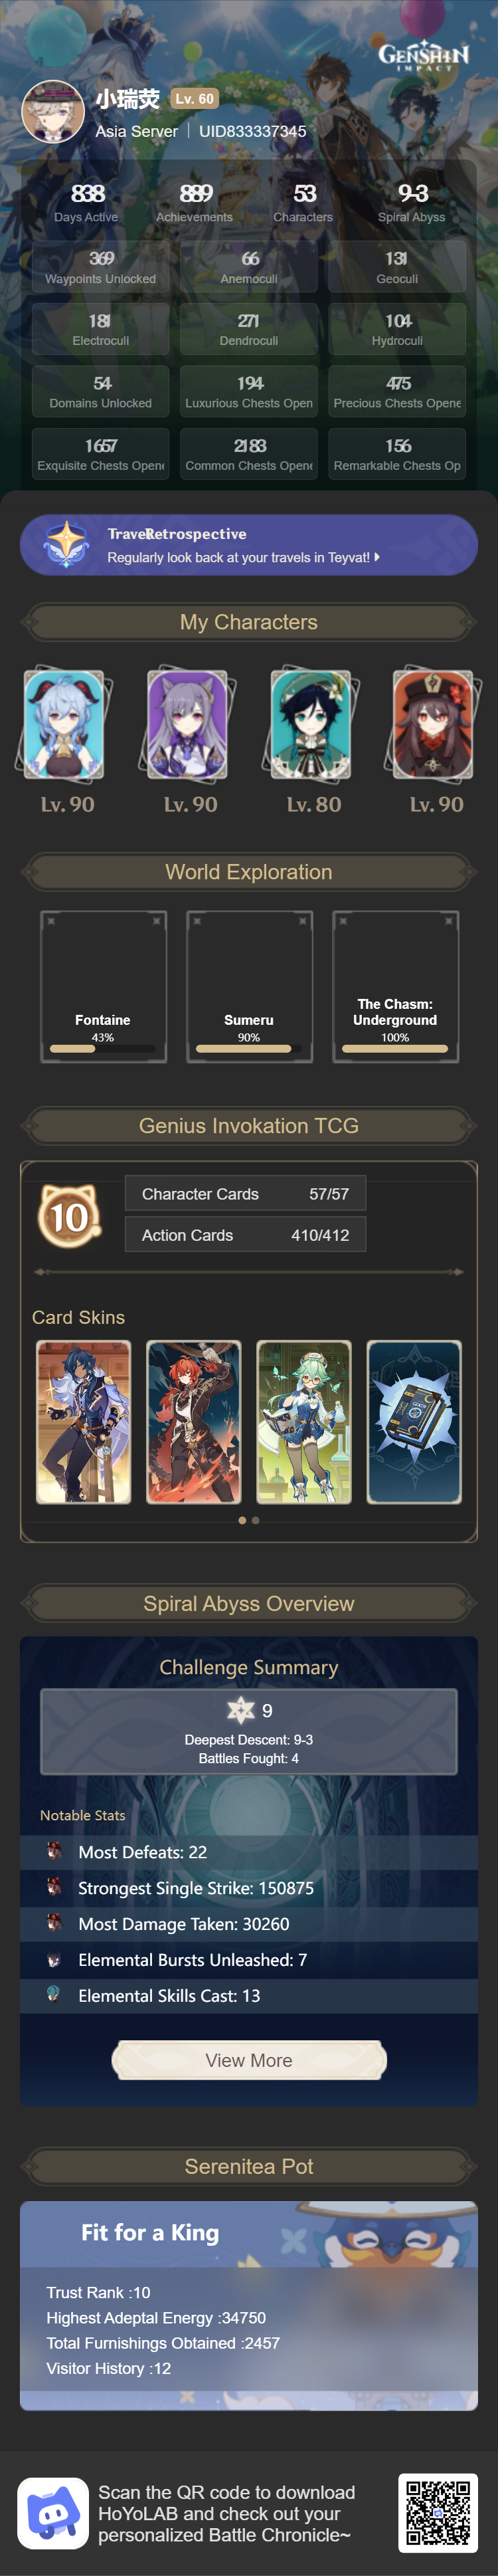 GENSHIN
IMPACT
小瑞荧 Lv. 60
Asia Server | UID833337345
838 889 53 9-3
Days Active Achievements Characters Spiral Abyss
369 66 131
Waypoints Unlocked Anemoculi Geoculi
181 271 104
Electroculi Dendroculi Hydroculi
54 194 475
Domains Unlocked Luxurious Chests Open Precious Chests Opene
1657 2183 156
Exquisite Chests Opene Common Chests Opene Remarkable Chests Op
Travel Retrospective
Regularly look back at your travels in Teyvat!
My Characters
Lv. 90 Lv. 90 Lv. 80 Lv. 90
World Exploration
Fontaine Sumeru The Chasm: Underground
43% 90% 100%
Genius Invokation TCG
10
Character Cards 57/57
Action Cards 410/412
Card Skins
Spiral Abyss Overview
Challenge Summary
9
Deepest Descent: 9-3
Battles Fought: 4
Notable Stats
Most Defeats: 22
Strongest Single Strike: 150875
Most Damage Taken: 30260
Elemental Bursts Unleashed: 7
Elemental Skills Cast: 13
View More
Serenitea Pot
Fit for a King
Trust Rank :10
Highest Adeptal Energy :34750
Total Furnishings Obtained :2457
Visitor History :12
Scan the QR code to download
HoYoLAB and check out your
personalized Battle Chronicle~